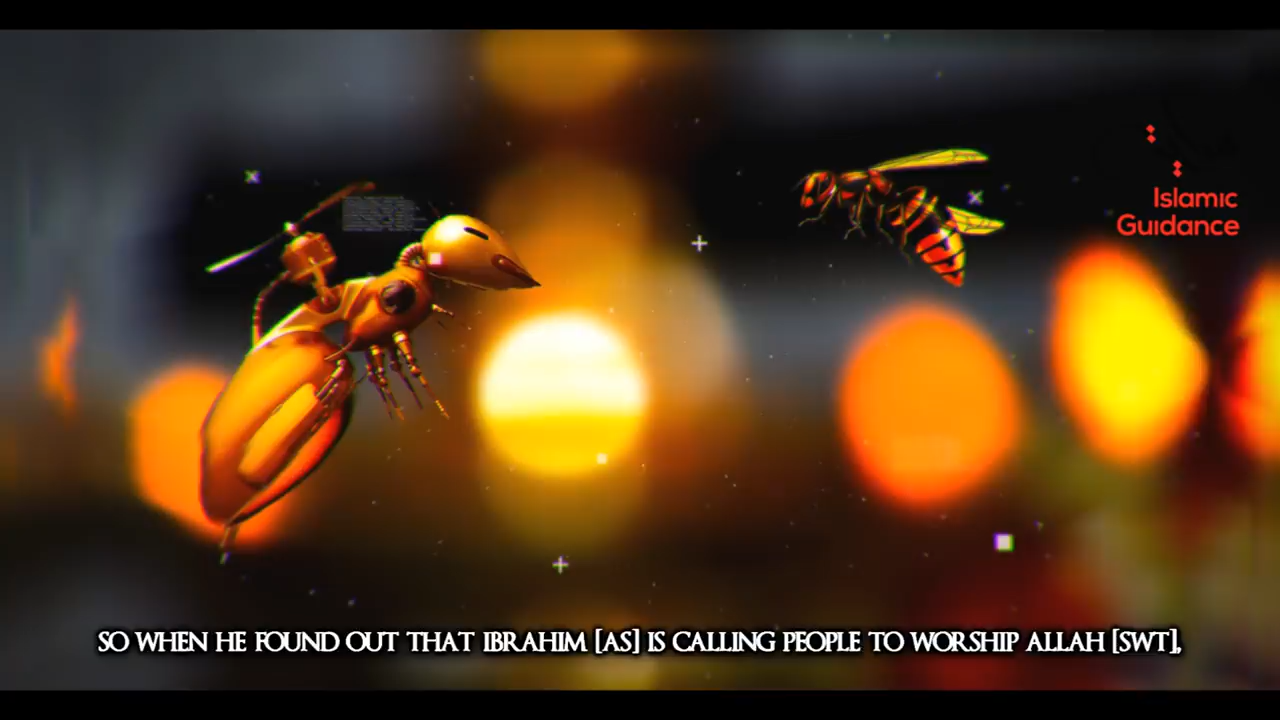 Islamic
Guidance
SO WHEN HE FOUND OUT THAT IBRAHIM [AS] IS CALLING PEOPLE TO WORSHIP ALLAH [SWT],